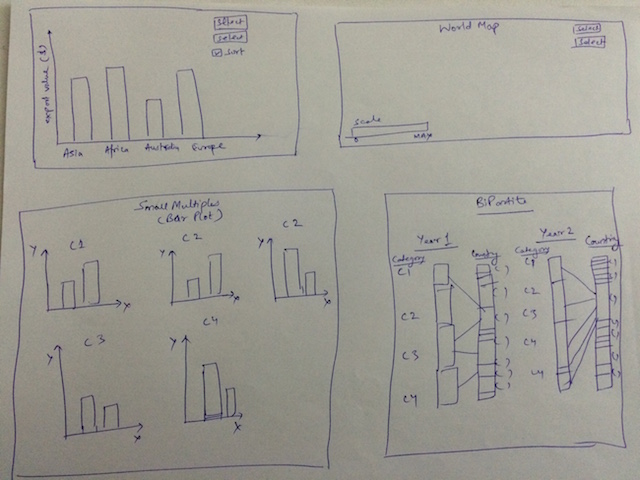 Select
Select
sort
export value ($)
Asia Africa Australia Europe
World Map
Select
Select
Scale
0 MAX
Small Multiples
(Bar Plot)
Y C1 X
Y C2 X
Y C2 X
Y C3 X
Y C4 X
BiPartite
Year 1 Year 2
Category Country Category Country
C1 C1
C2 C2
C3 C3
C4 C4
C4